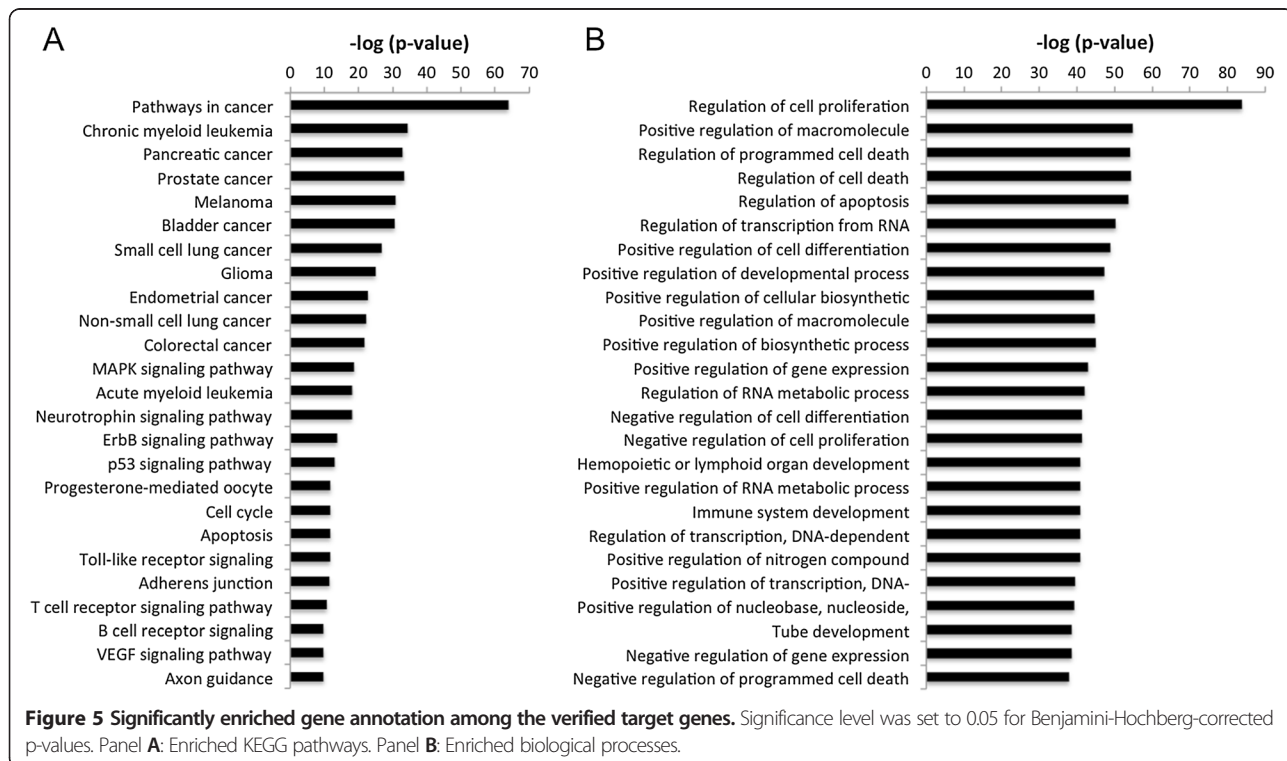 A
-log (p-value)
0 10 20 30 40 50 60 70
Pathways in cancer
Chronic myeloid leukemia
Pancreatic cancer
Prostate cancer
Melanoma
Bladder cancer
Small cell lung cancer
Glioma
Endometrial cancer
Non-small cell lung cancer
Colorectal cancer
MAPK signaling pathway
Acute myeloid leukemia
Neurotrophin signaling pathway
ErbB signaling pathway
p53 signaling pathway
Progesterone-mediated oocyte
Cell cycle
Apoptosis
Toll-like receptor signaling
Adherens junction
T cell receptor signaling pathway
B cell receptor signaling
VEGF signaling pathway
Axon guidance
B
-log (p-value)
0 10 20 30 40 50 60 70 80 90
Regulation of cell proliferation
Positive regulation of macromolecule
Regulation of programmed cell death
Regulation of cell death
Regulation of apoptosis
Regulation of transcription from RNA
Positive regulation of cell differentiation
Positive regulation of developmental process
Positive regulation of cellular biosynthetic
Positive regulation of macromolecule
Positive regulation of biosynthetic process
Positive regulation of gene expression
Regulation of RNA metabolic process
Negative regulation of cell differentiation
Negative regulation of cell proliferation
Hemopoietic or lymphoid organ development
Positive regulation of RNA metabolic process
Immune system development
Regulation of transcription, DNA-dependent
Positive regulation of nitrogen compound
Positive regulation of transcription, DNA-
Positive regulation of nucleobase, nucleoside,
Tube development
Negative regulation of gene expression
Negative regulation of programmed cell death
Figure 5 Significantly enriched gene annotation among the verified target genes. Significance level was set to 0.05 for Benjamini-Hochberg-corrected
p-values. Panel A: Enriched KEGG pathways. Panel B: Enriched biological processes.